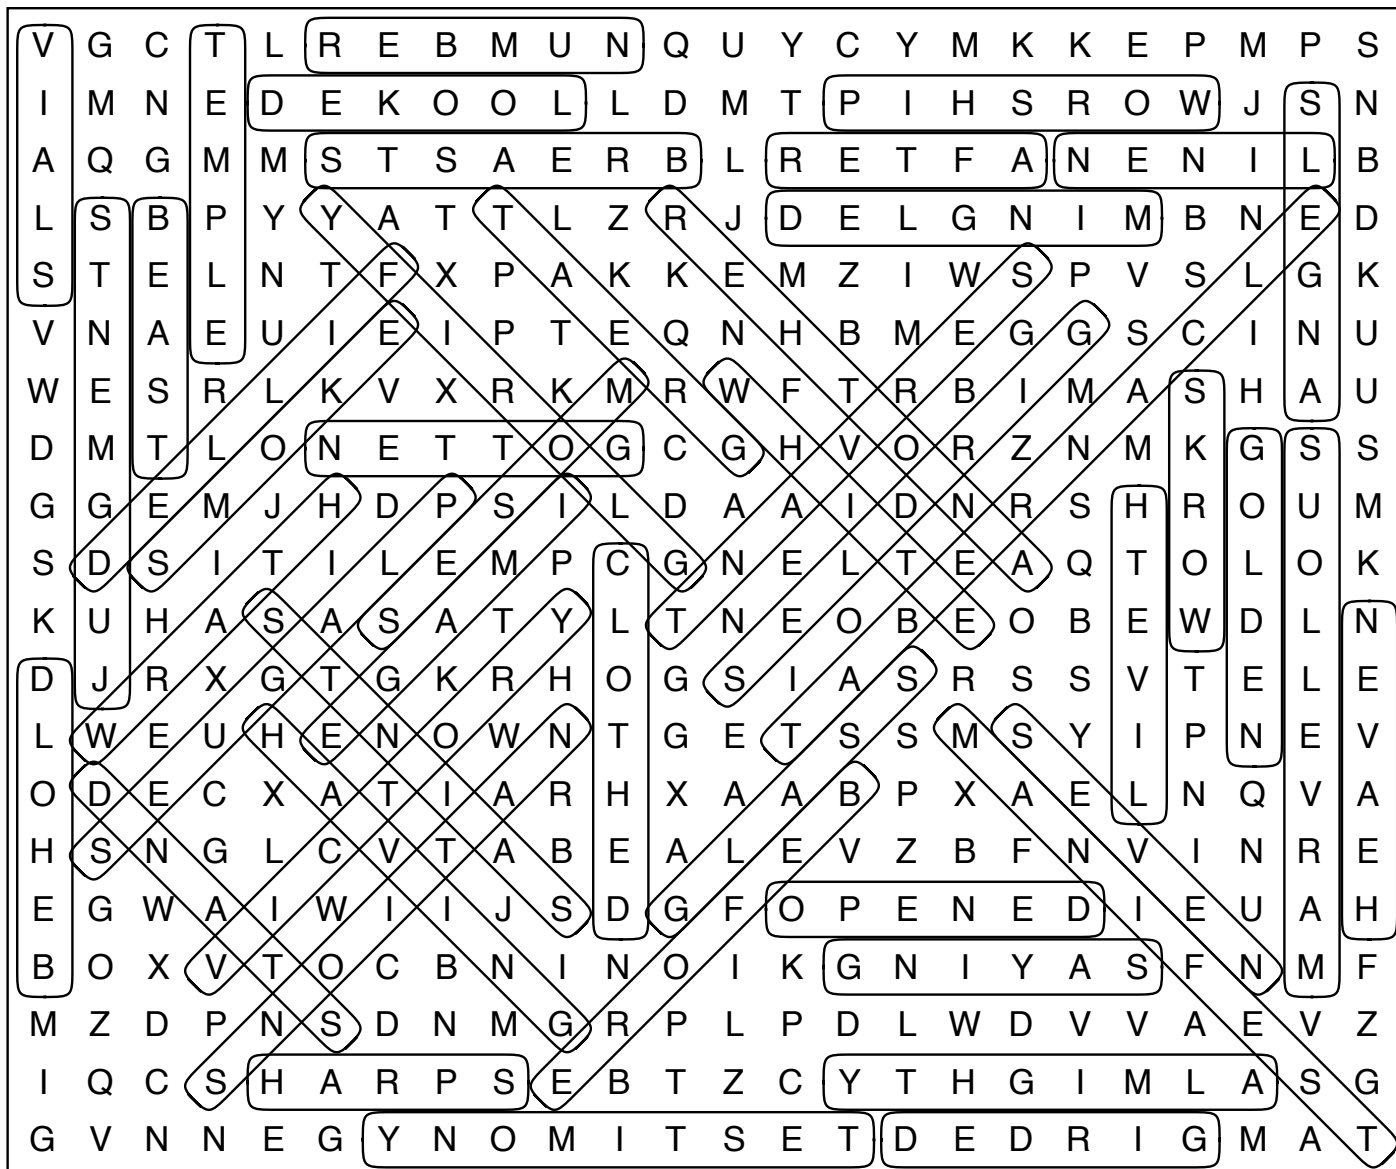 V G C T L R E B M U N Q U Y C Y M K K E P M P S
I M N E D E K O O L L D M T P I H S R O W J S N
A Q G M M S T S A E R B L R E T F A N E N I L B
L S B P Y Y A T T L Z R J D E L G N I M B N E D
S T E L N T F X P A K K E M Z I W S P V S L G K
V N A E U I E I P T E Q N H B M E G G S C I N U
W E S R L K V X R K M R W F T R B I M A S H A U
D M T L O N E T T O G C G H V O R Z N M K G S S
G G E M J H D P S I L D A A I D N R S H R O U M
S D S I T I L E M P C G N E L T E A Q T O L O K
K U H A S A S A T Y L T N E O B E O B E W D L N
D J R X G T G K R H O G S I A S R S S V T E L E
L W E U H E N O W N T G E T S S M S Y I P N E V
O D E C X A T I A R H X A A B P X A E L N Q V A
H S N G L C V T A B E A L E V Z B F N V I N R E
E G W A I W I I J S D G F O P E N E D I E U A H
B O X V T O C B N I N O I K G N I Y A S F N M F
M Z D P N S D N M G R P L P D L W D V V A E V Z
I Q C S H A R P S E B T Z C Y T H G I M L A S G
G V N N E G Y N O M I T S E T D E D R I G M A T